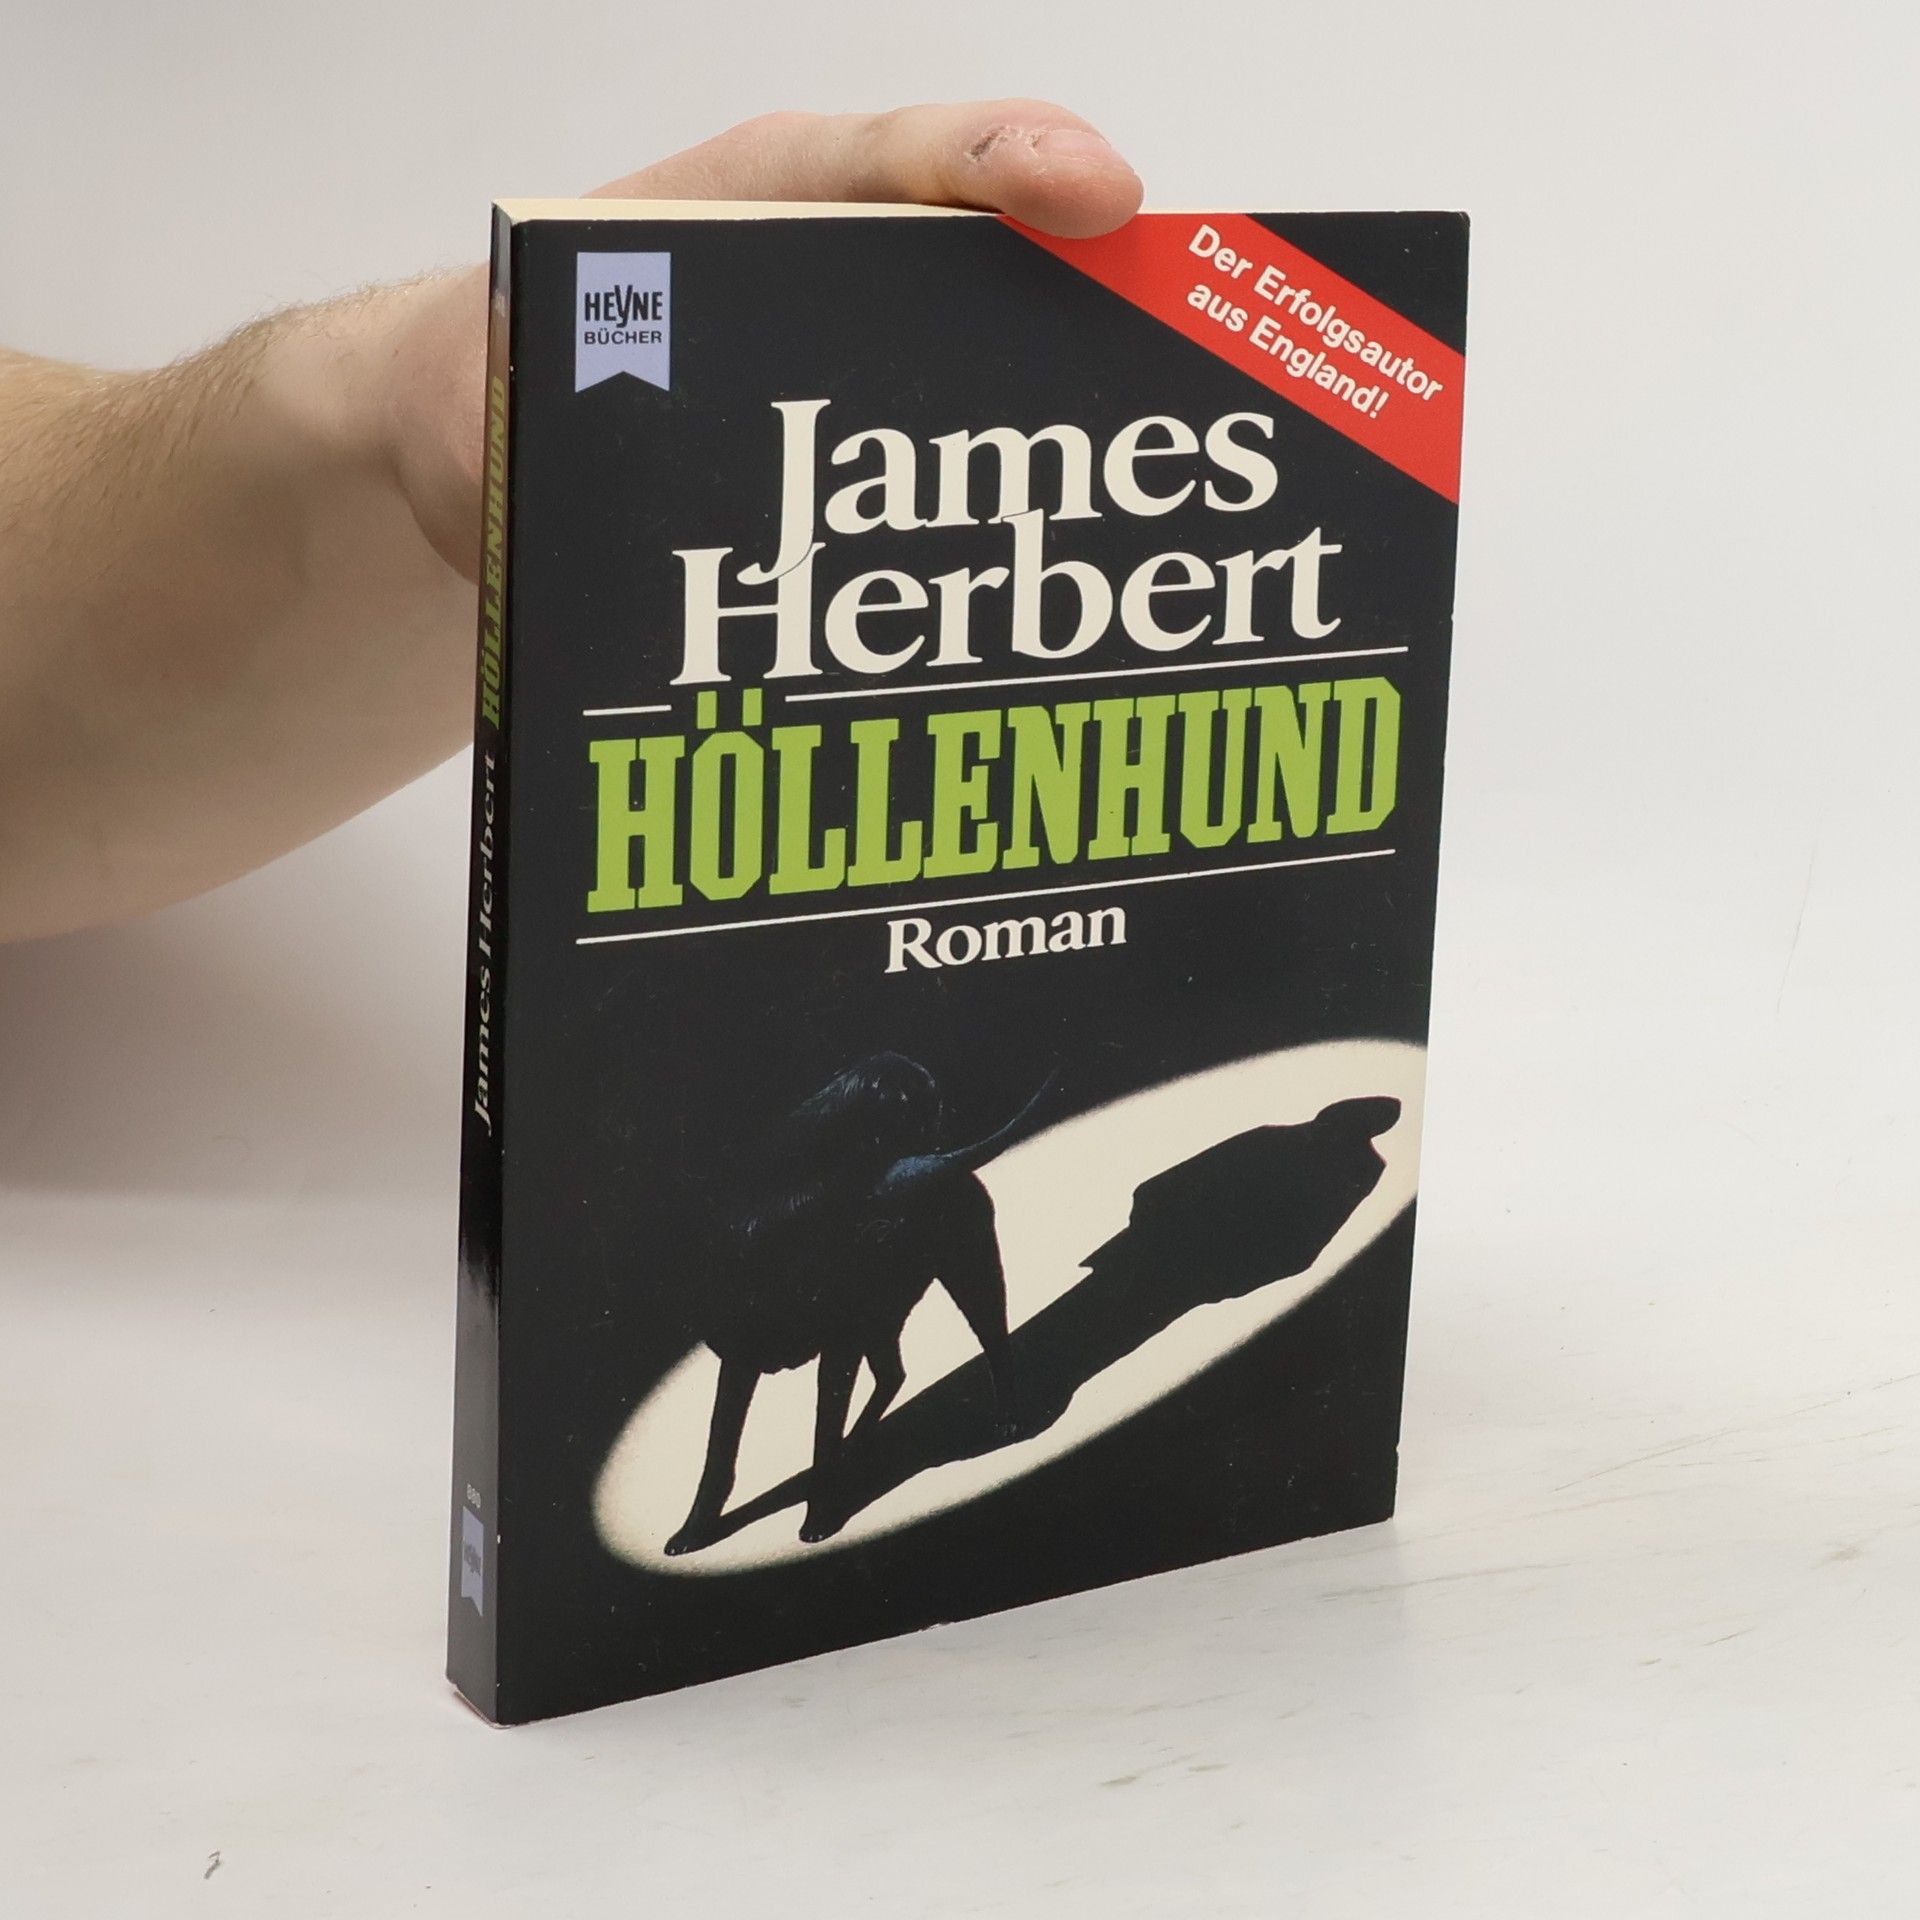 HEYNE
BÜCHER
Der Erfolgsautor
aus England!
James
Herbert
HÖLLENHUND
Roman
James Herbert HÖLLENHUND
HEYNE